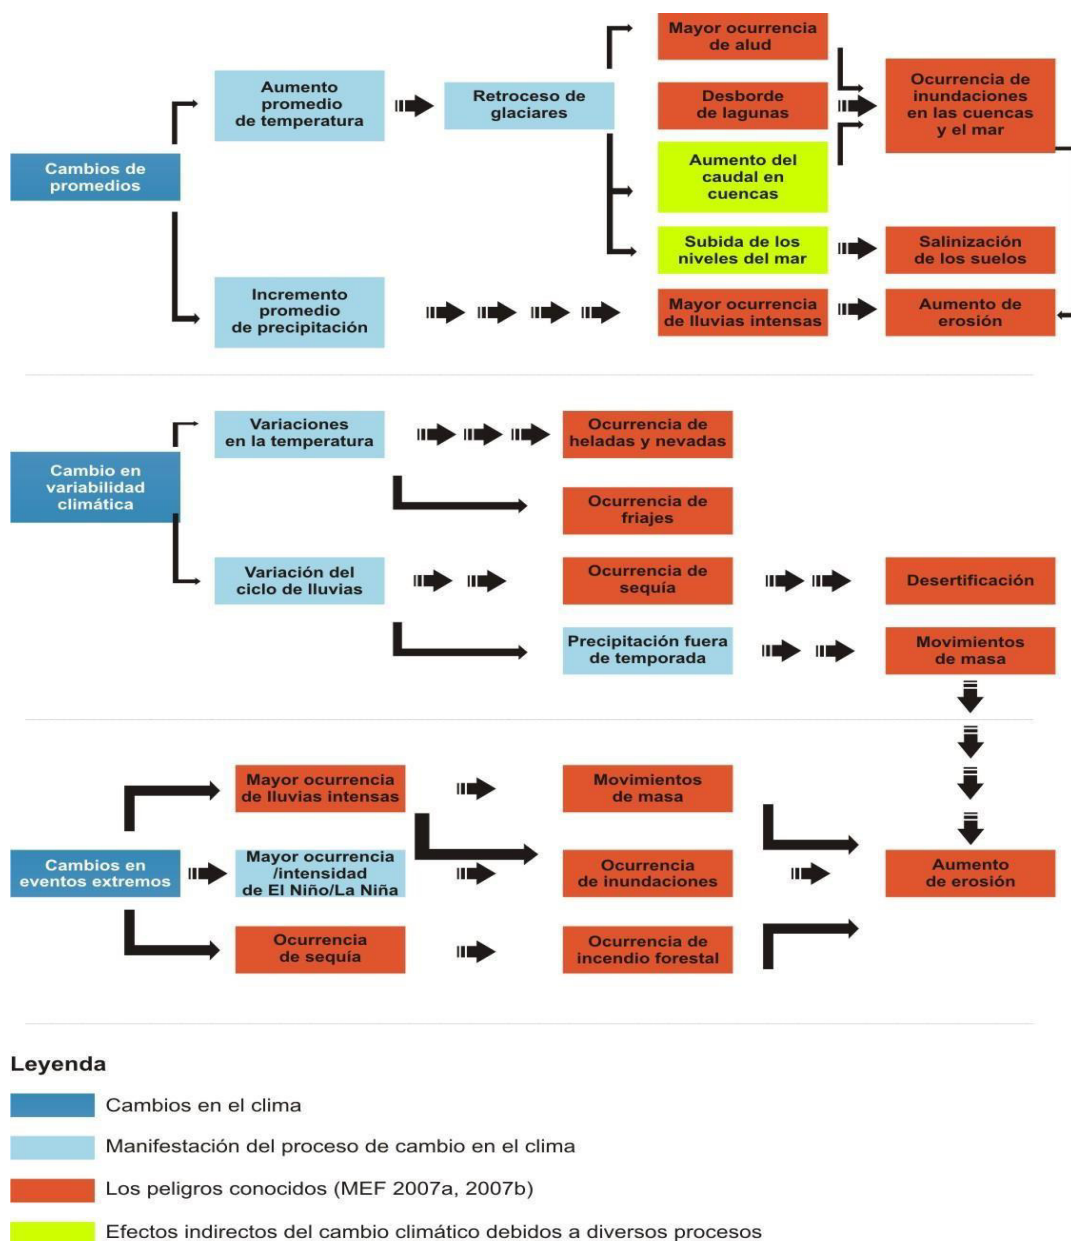 Mayor ocurrencia
de alud
Aumento
promedio
de temperatura
Retroceso de
glaciares
Desborde
de lagunas
Ocurrencia de
inundaciones
en las cuencas
y el mar
Cambios de
promedios
Aumento del
caudal en
cuencas
Subida de los
niveles del mar
Salinización
de los suelos
Incremento
promedio
de precipitación
Mayor ocurrencia
de lluvias intensas
Aumento de
erosión
Variaciones
en la temperatura
Ocurrencia de
heladas y nevadas
Cambio en
variabilidad
climática
Ocurrencia de
friajes
Variación del
ciclo de lluvias
Ocurrencia de
sequía
Desertificación
Precipitación fuera
de temporada
Movimientos
de masa
Mayor ocurrencia
de lluvias intensas
Movimientos
de masa
Cambios en
eventos extremos
Mayor ocurrencia
/intensidad
de El Niño/La Niña
Ocurrencia
de inundaciones
Aumento
de erosión
Ocurrencia
de sequía
Ocurrencia de
incendio forestal
Leyenda
Cambios en el clima
Manifestación del proceso de cambio en el clima
Los peligros conocidos (MEF 2007a, 2007b)
Efectos indirectos del cambio climático debidos a diversos procesos